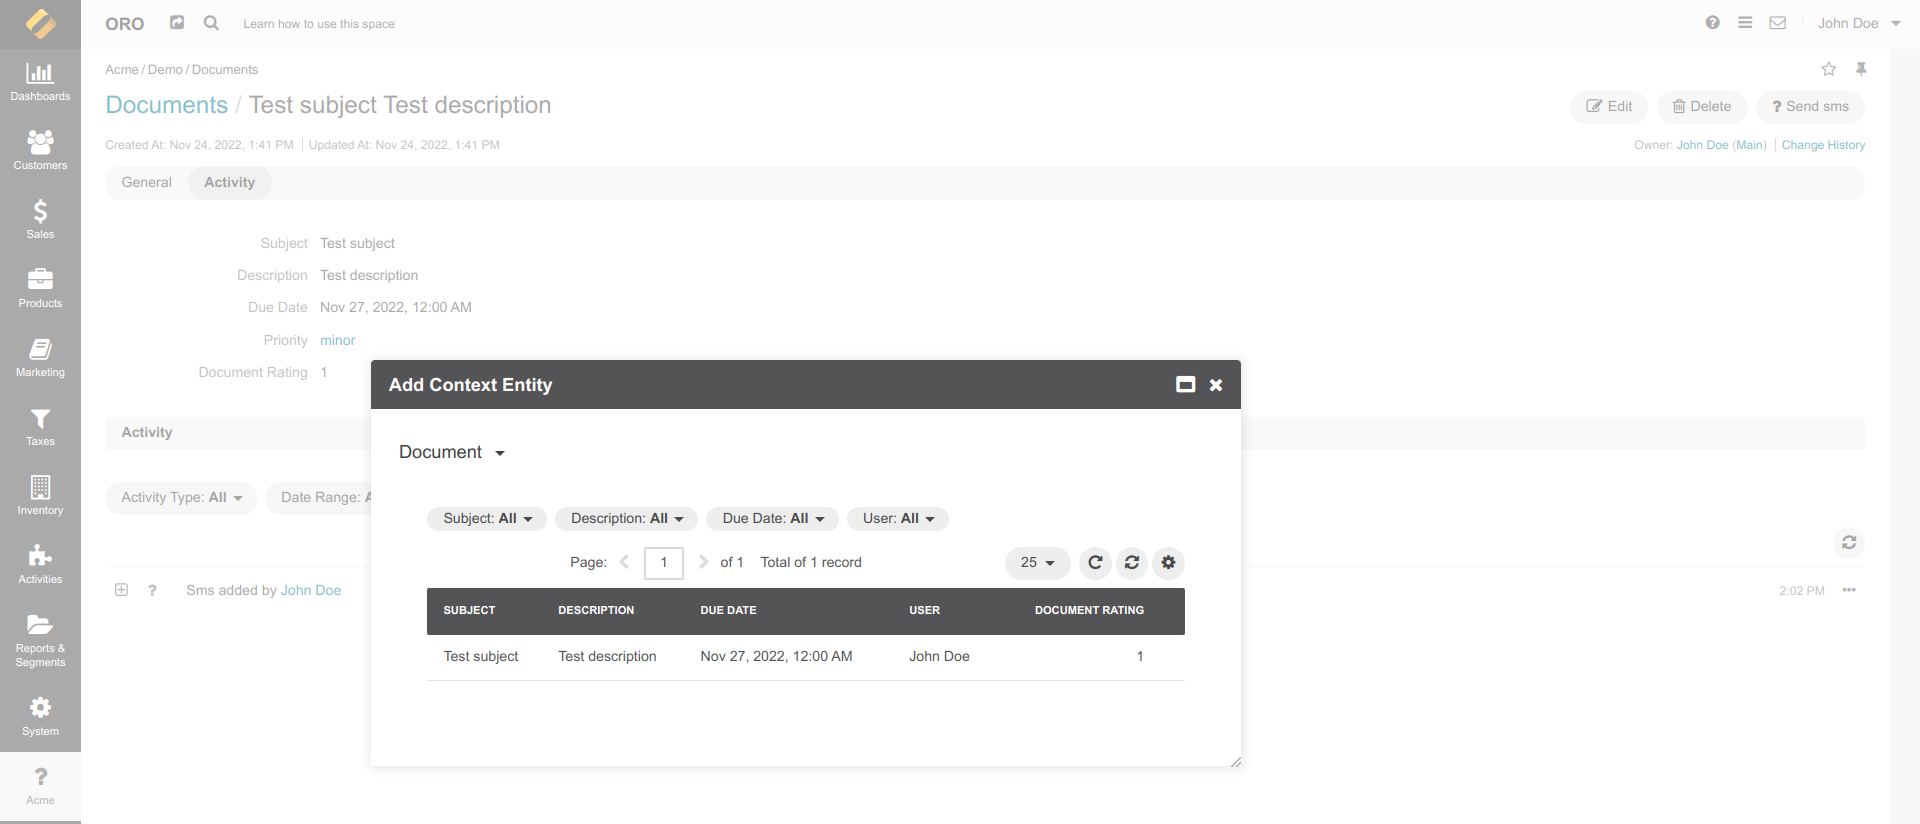 ORO Learn how to use this space John Doe
Acme / Demo / Documents
Documents / Test subject Test description
Edit Delete ? Send sms
Created At: Nov 24, 2022, 1:41 PM Updated At: Nov 24, 2022, 1:41 PM
Owner: John Doe (Main) Change History
General Activity
Subject Test subject
Description Test description
Due Date Nov 27, 2022, 12:00 AM
Priority minor
Document Rating 1
Activity
Activity Type: All Date Range: A
? Sms added by John Doe 2:02 PM
Dashboards
Customers
Sales
Products
Marketing
Taxes
Inventory
Activities
Reports &
Segments
System
?
Acme
Add Context Entity
Document
Subject: All Description: All Due Date: All User: All
Page: 1 of 1 Total of 1 record 25
SUBJECT DESCRIPTION DUE DATE USER DOCUMENT RATING
Test subject Test description Nov 27, 2022, 12:00 AM John Doe 1